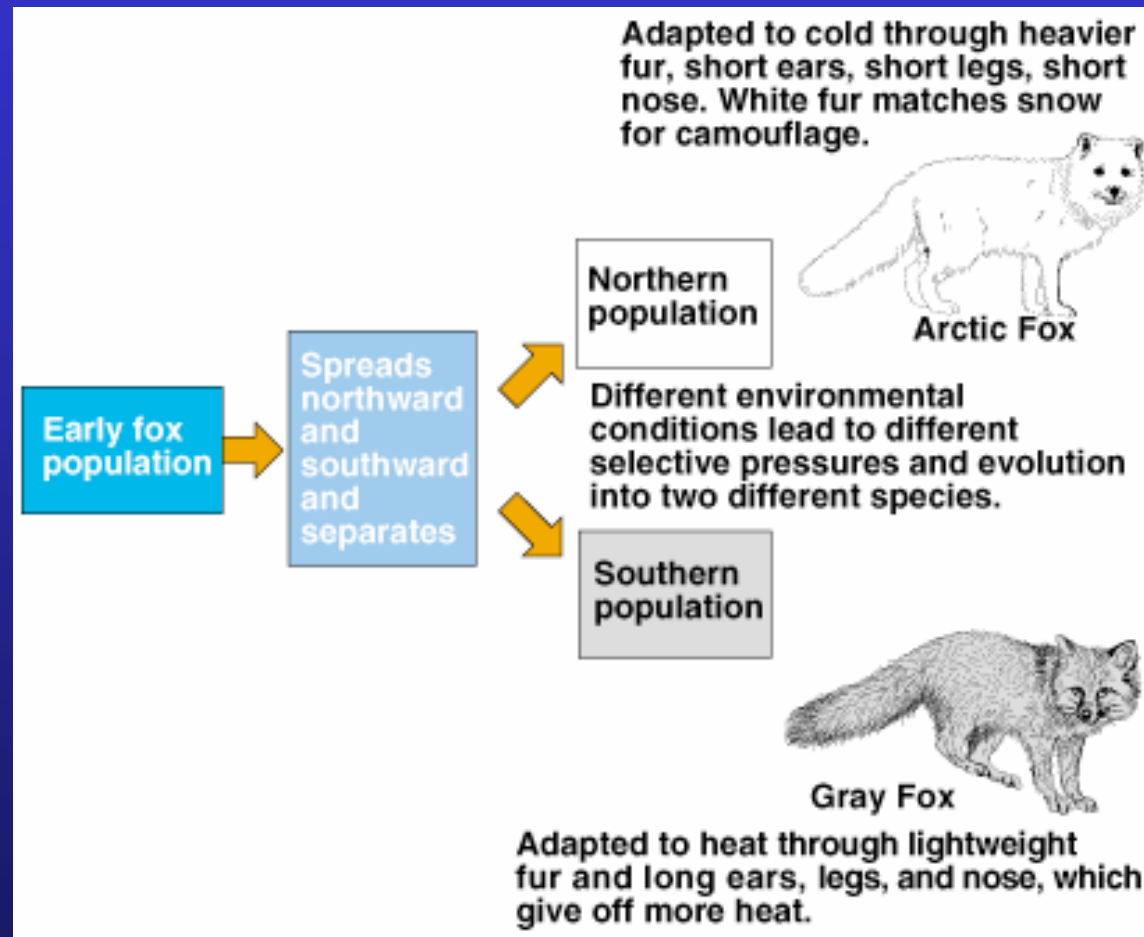 Adapted to cold through heavier
fur, short ears, short legs, short
nose. White fur matches snow
for camouflage.
Arctic Fox
Northern
population
Early fox
population
Spreads
northward
and
southward
and
separates
Different environmental
conditions lead to different
selective pressures and evolution
into two different species.
Southern
population
Gray Fox
Adapted to heat through lightweight
fur and long ears, legs, and nose, which
give off more heat.